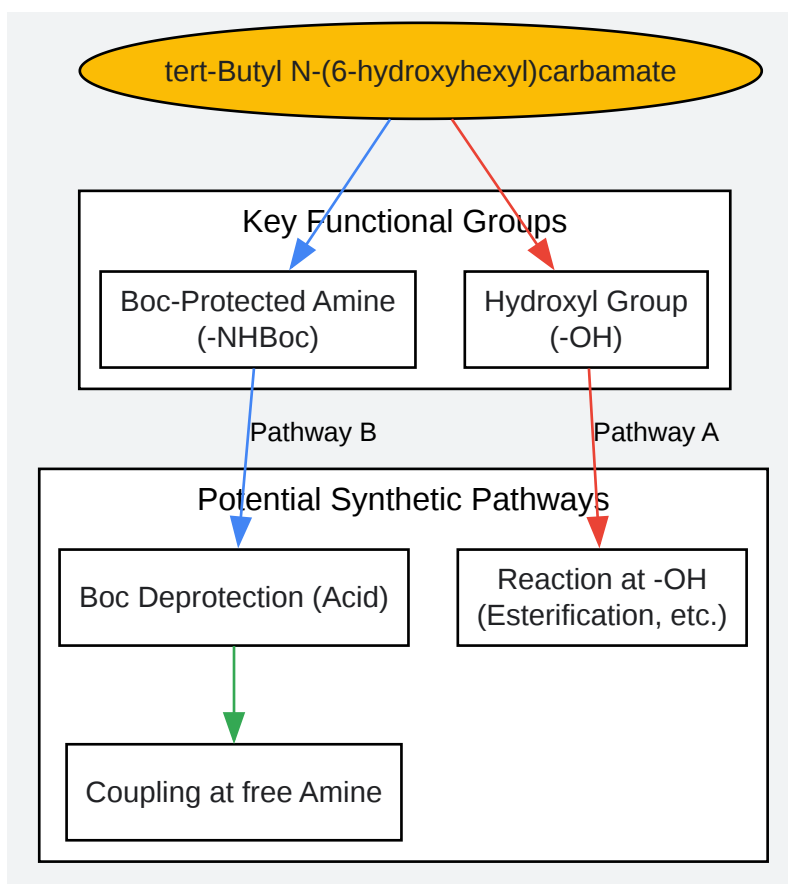 tert-Butyl N-(6-hydroxyhexyl)carbamate
Key Functional Groups
Boc-Protected Amine
(-NHBoc)
Hydroxyl Group
(-OH)
Pathway B
Pathway A
Potential Synthetic Pathways
Boc Deprotection (Acid)
Reaction at -OH
(Esterification, etc.)
Coupling at free Amine